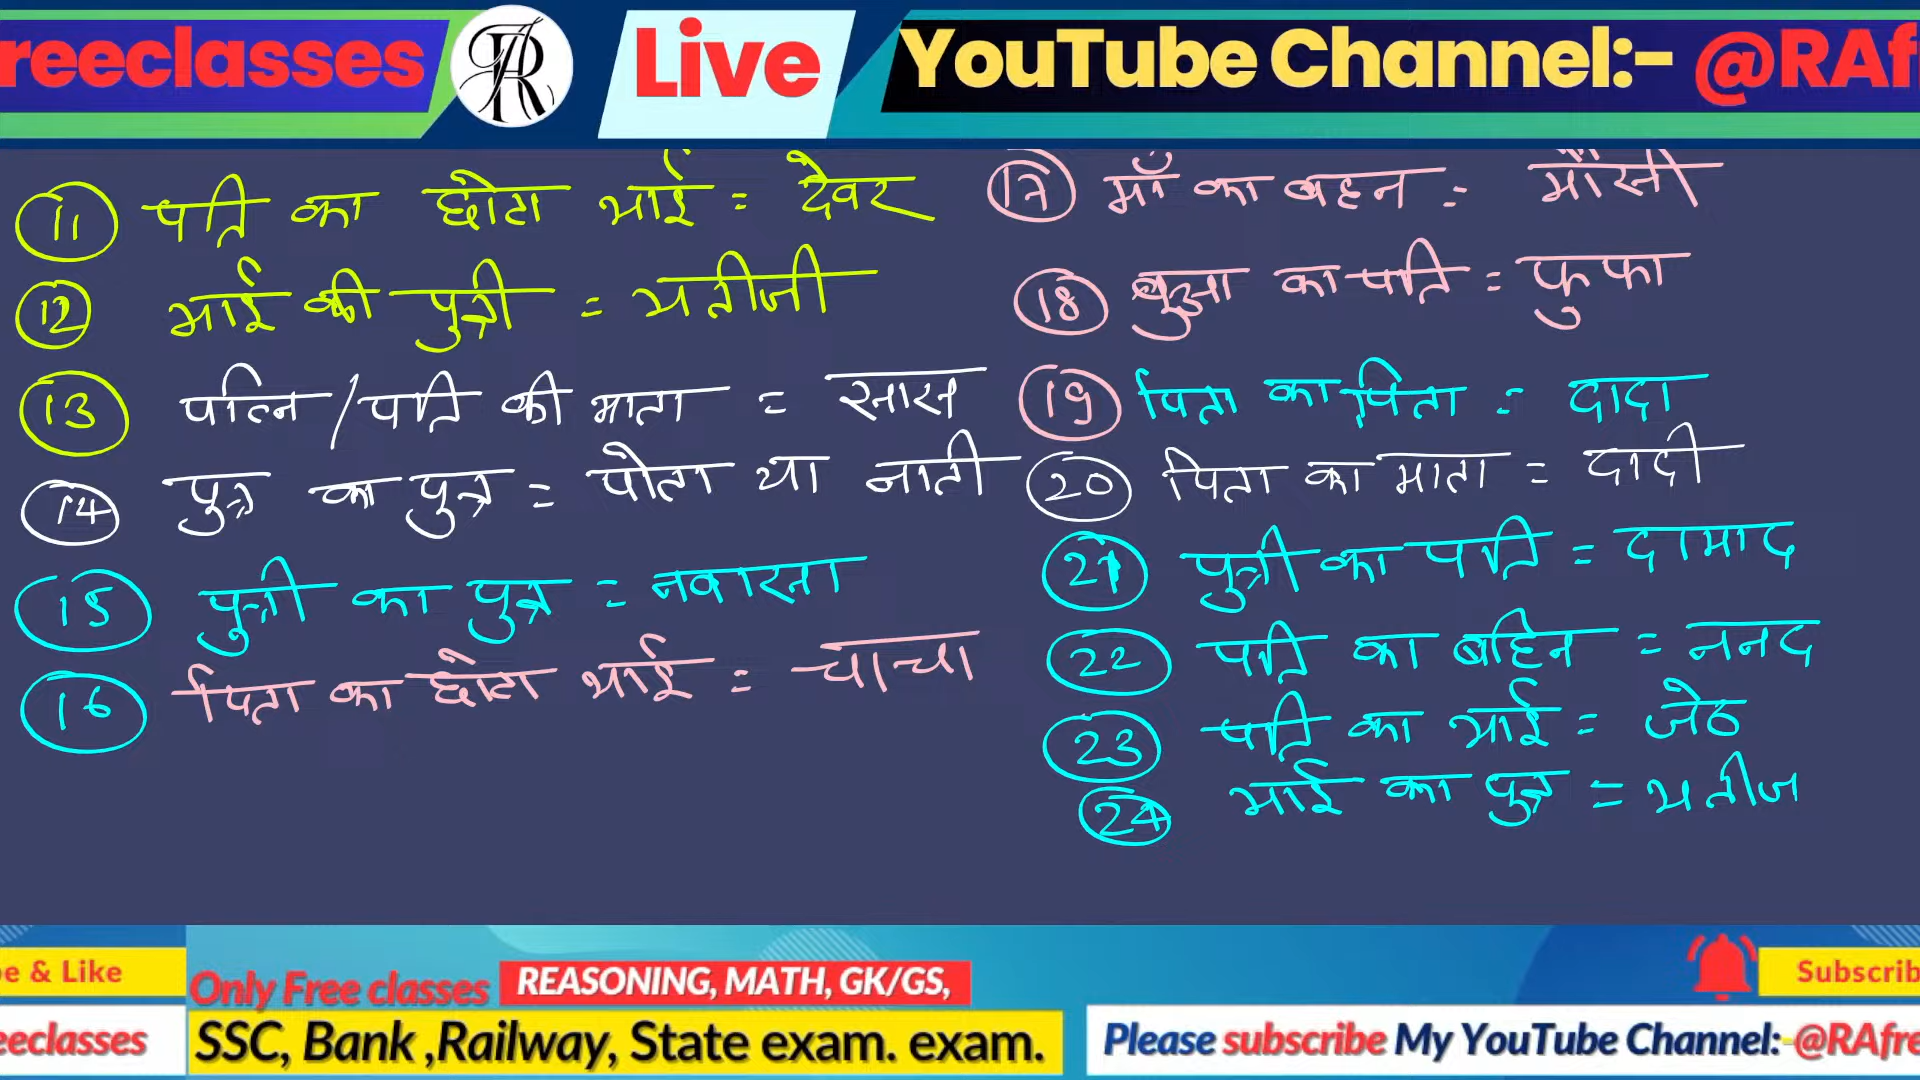 reeclasses
Live
YouTube Channel:- @RAf
11 पति का छोटा भाई = देवर
12 भाई की पुत्री = भतीजी
13 पत्नि / पति की माता = सास
14 पुत्र का पुत्र = पोता या नाती
15 पुत्री का पुत्र = नवासा
16 पिता का छोटा भाई = चाचा
17 माँ का बहन = मौंसी
18 बुआ का पति = फुफा
19 पिता का पिता = दादा
20 पिता का माता = दादी
21 पुत्री का पति = दामाद
22 पति का बहिन = ननद
23 पति का भाई = जेठ
24 भाई का पुत्र = भतीज
be & Like
eeclasses
Only Free classes REASONING, MATH, GK/GS,
SSC, Bank ,Railway, State exam. exam.
Subscrib
Please subscribe My YouTube Channel:-@RAfre